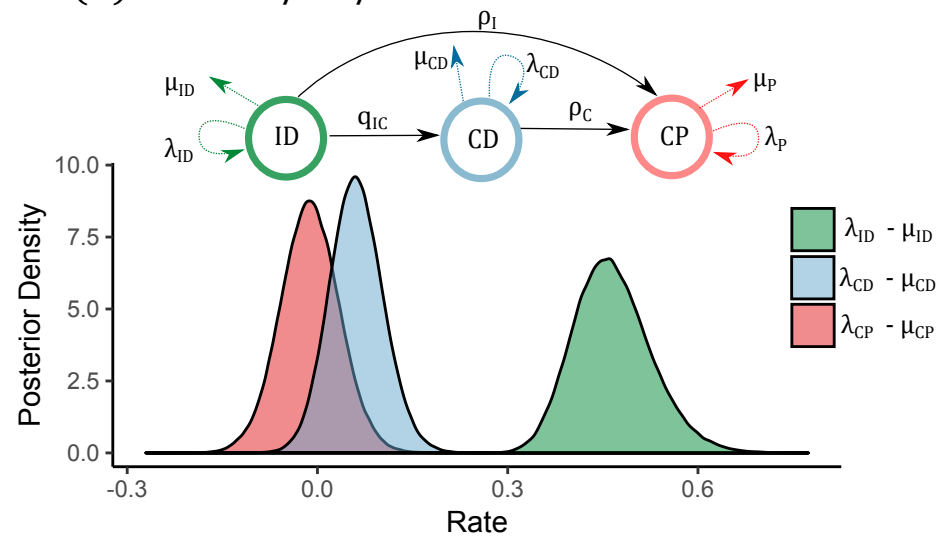 ρI
μID
μCD
λCD
μP
qIC
ρC
ID
CD
CP
λID
λP
10.0
7.5
5.0
2.5
0.0
Posterior Density
λID - μID
λCD - μCD
λCP - μCP
-0.3
0.0
0.3
0.6
Rate